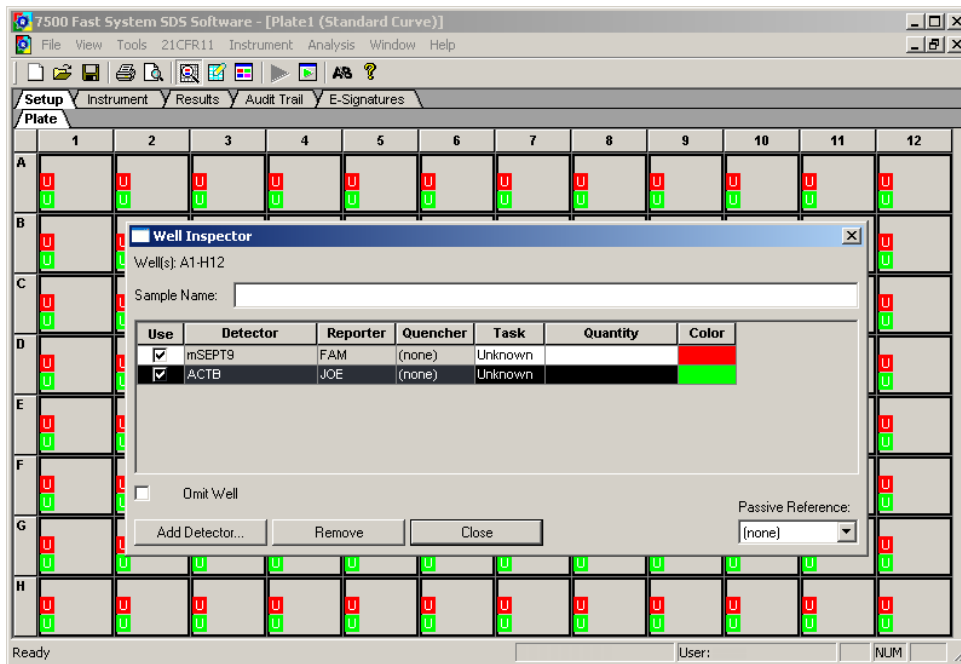 7500 Fast System SDS Software - [Plate1 (Standard Curve)]
File View Tools 21CFR11 Instrument Analysis Window Help
AB ?
Setup Instrument Results Audit Trail E-Signatures
Plate
1 2 3 4 5 6 7 8 9 10 11 12
A
U U U U U U U U U U U U
U U U U U U U U U U U U
B
Well Inspector
U U
U U
Well(s): A1-H12
C
Sample Name:
U U
U U
Use Detector Reporter Quencher Task Quantity Color
D
mSEPT9 FAM (none) Unknown
U U
ACTB JOE (none) Unknown
U U
E
U U
U U
F
U U
U U
Omit Well
Passive Reference:
G
Add Detector... Remove Close (none)
U U
U U U U U U U U U U U U
H
U U U U U U U U U U U U
U U U U U U U U U U U U
Ready User: NUM